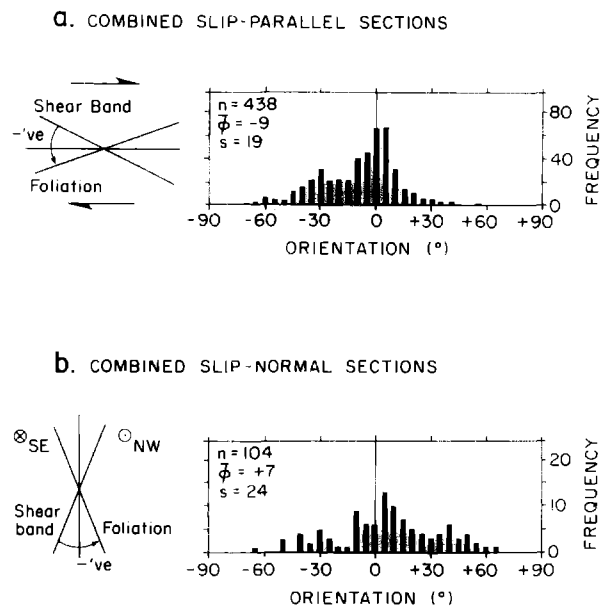 a. COMBINED SLIP-PARALLEL SECTIONS
Shear Band
-'ve
Foliation
n = 438
φ̄ = -9
s = 19
80
40
0
FREQUENCY
-90 -60 -30 0 +30 +60 +90
ORIENTATION (°)
b. COMBINED SLIP-NORMAL SECTIONS
SE
NW
Shear
band
Foliation
-'ve
n = 104
φ̄ = +7
s = 24
20
10
0
FREQUENCY
-90 -60 -30 0 +30 +60 +90
ORIENTATION (°)